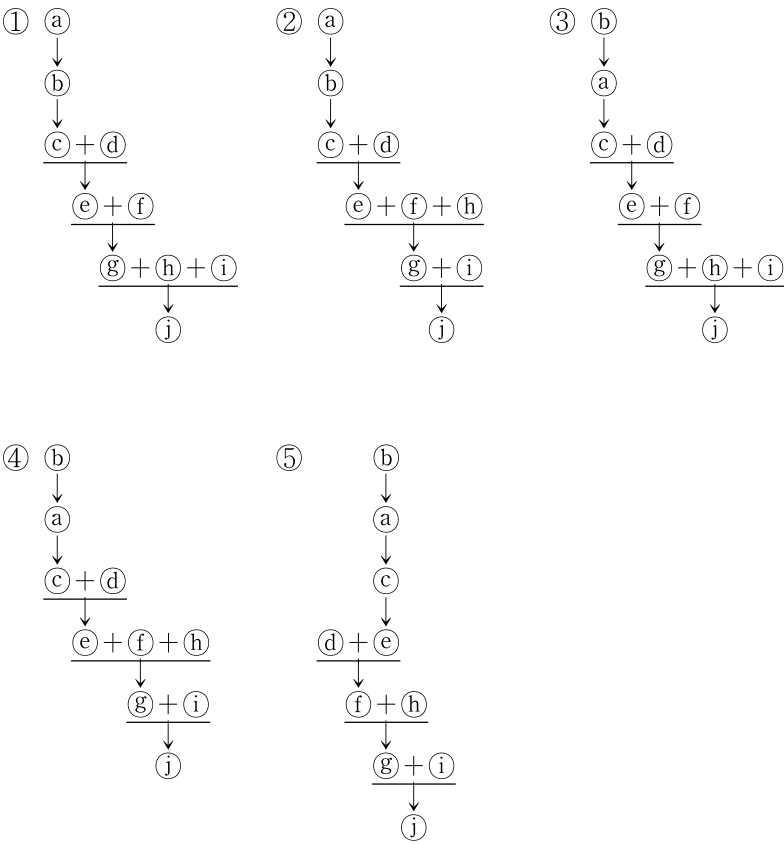 ① ⓐ ② ⓐ ③ ⓑ
ⓑ ⓑ ⓐ
ⓒ + ⓓ ⓒ + ⓓ ⓒ + ⓓ
ⓔ + ⓕ ⓔ + ⓕ + ⓗ ⓔ + ⓕ
ⓖ + ⓗ + ⓘ ⓖ + ⓘ ⓖ + ⓗ + ⓘ
ⓙ ⓙ ⓙ
④ ⓑ ⑤ ⓑ
ⓐ ⓐ
ⓒ + ⓓ ⓒ
ⓔ + ⓕ + ⓗ ⓓ + ⓔ
ⓖ + ⓘ ⓕ + ⓗ
ⓙ ⓖ + ⓘ
ⓙ